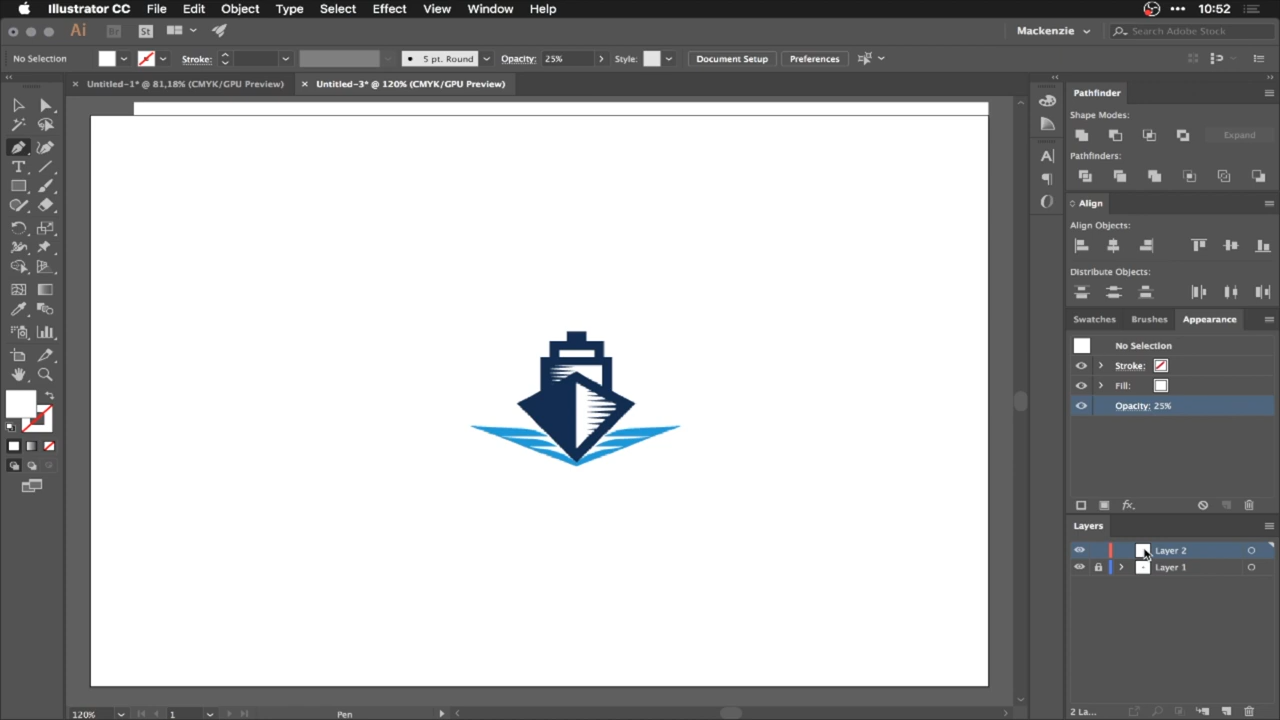 Illustrator CC File Edit Object Type Select Effect View Window Help 10:52
Ai Br St Mackenzie Search Adobe Stock
No Selection Stroke: 5 pt. Round Opacity: 25% Style: Document Setup Preferences
Untitled-1* @ 81,18% (CMYK/GPU Preview) Untitled-3* @ 120% (CMYK/GPU Preview)
Pathfinder
Shape Modes:
Expand
Pathfinders:
Align
Align Objects:
Distribute Objects:
Swatches Brushes Appearance
No Selection
Stroke:
Fill:
Opacity: 25%
fx.
Layers
Layer 2
Layer 1
120% 1 Pen 2 La...